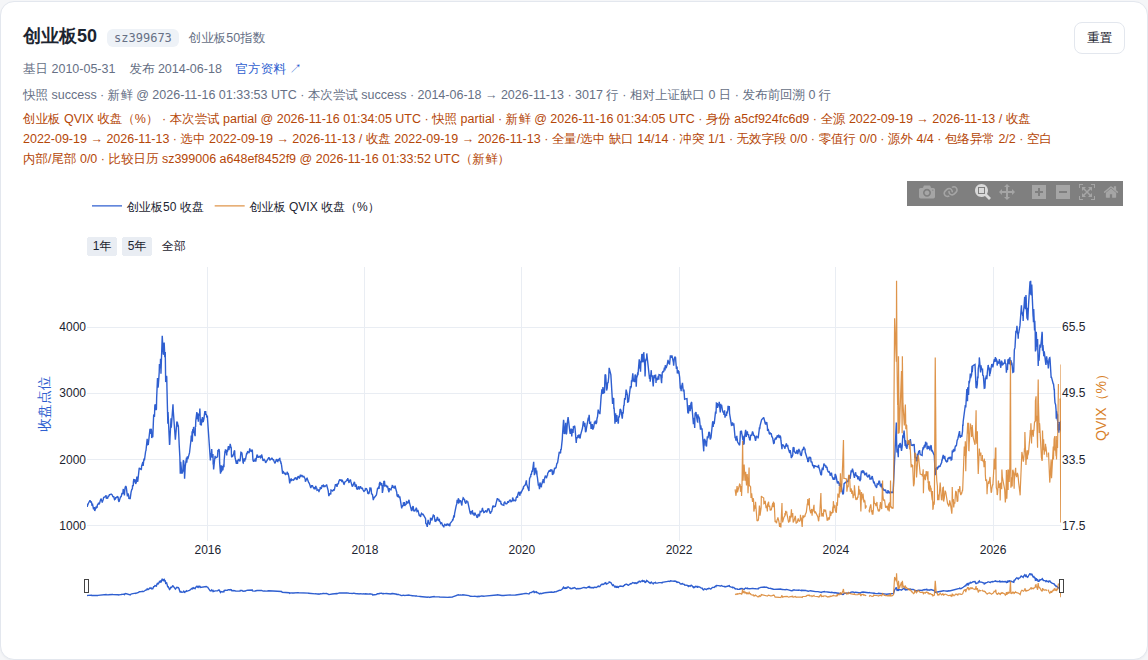 创业板50 sz399673 创业板50指数 重置
基日 2010-05-31 发布 2014-06-18 官方资料 ↗
快照 success · 新鲜 @ 2026-11-16 01:33:53 UTC · 本次尝试 success · 2014-06-18 → 2026-11-13 · 3017 行 · 相对上证缺口 0 日 · 发布前回溯 0 行
创业板 QVIX 收盘（%） · 本次尝试 partial @ 2026-11-16 01:34:05 UTC · 快照 partial · 新鲜 @ 2026-11-16 01:34:05 UTC · 身份 a5cf924fc6d9 · 全源 2022-09-19 → 2026-11-13 / 收盘
2022-09-19 → 2026-11-13 · 选中 2022-09-19 → 2026-11-13 / 收盘 2022-09-19 → 2026-11-13 · 全量/选中 缺口 14/14 · 冲突 1/1 · 无效字段 0/0 · 零值行 0/0 · 源外 4/4 · 包络异常 2/2 · 空白
内部/尾部 0/0 · 比较日历 sz399006 a648ef8452f9 @ 2026-11-16 01:33:52 UTC（新鲜）
创业板50 收盘 创业板 QVIX 收盘（%）
1年 5年 全部
4000 65.5
3000 49.5
2000 33.5
1000 17.5
收盘点位
QVIX（%）
2016 2018 2020 2022 2024 2026